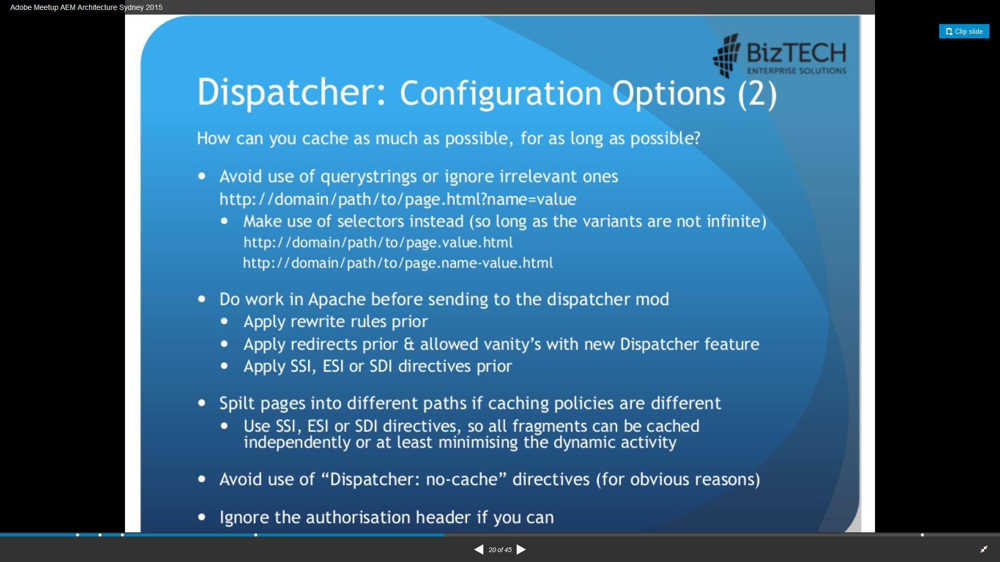 Adobe Meetup AEM Architecture Sydney 2015
Clip slide
BizTECH
ENTERPRISE SOLUTIONS
Dispatcher: Configuration Options (2)
How can you cache as much as possible, for as long as possible?
• Avoid use of querystrings or ignore irrelevant ones
http://domain/path/to/page.html?name=value
• Make use of selectors instead (so long as the variants are not infinite)
http://domain/path/to/page.value.html
http://domain/path/to/page.name-value.html
• Do work in Apache before sending to the dispatcher mod
• Apply rewrite rules prior
• Apply redirects prior & allowed vanity’s with new Dispatcher feature
• Apply SSI, ESI or SDI directives prior
• Spilt pages into different paths if caching policies are different
• Use SSI, ESI or SDI directives, so all fragments can be cached
independently or at least minimising the dynamic activity
• Avoid use of “Dispatcher: no-cache” directives (for obvious reasons)
• Ignore the authorisation header if you can
20 of 45